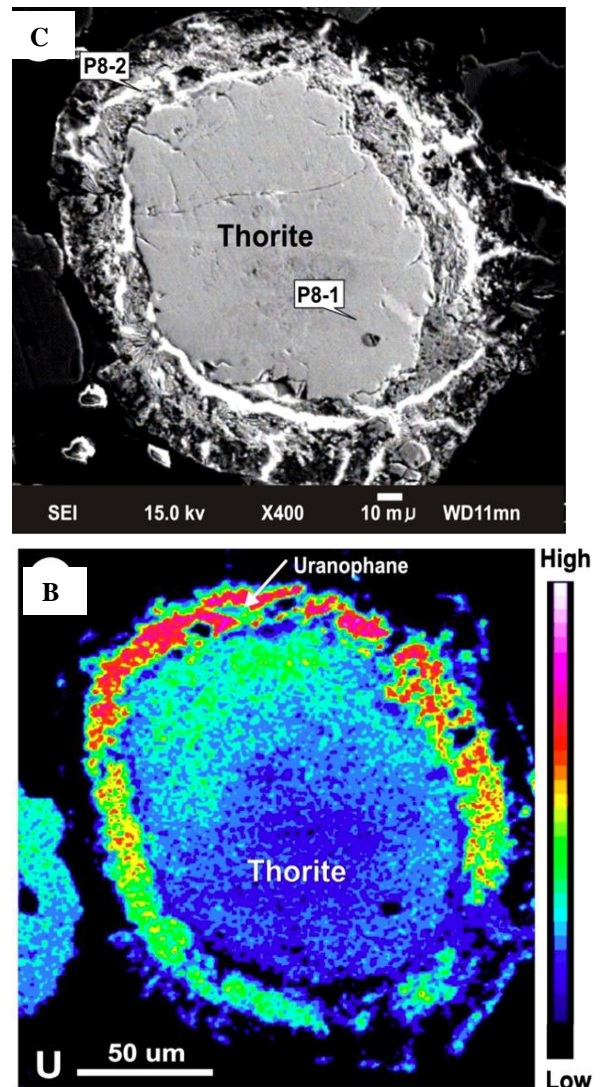 C
P8-2
Thorite
P8-1
SEI 15.0 kv X400 10 mµ WD11mn
High
B
Uranophane
Thorite
U 50 um
Low